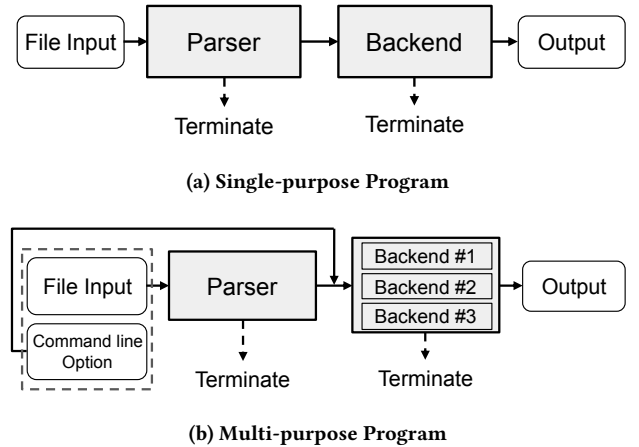 File Input
Parser
Backend
Output
Terminate
Terminate
(a) Single-purpose Program
File Input
Command line
Option
Parser
Backend #1
Backend #2
Backend #3
Output
Terminate
Terminate
(b) Multi-purpose Program